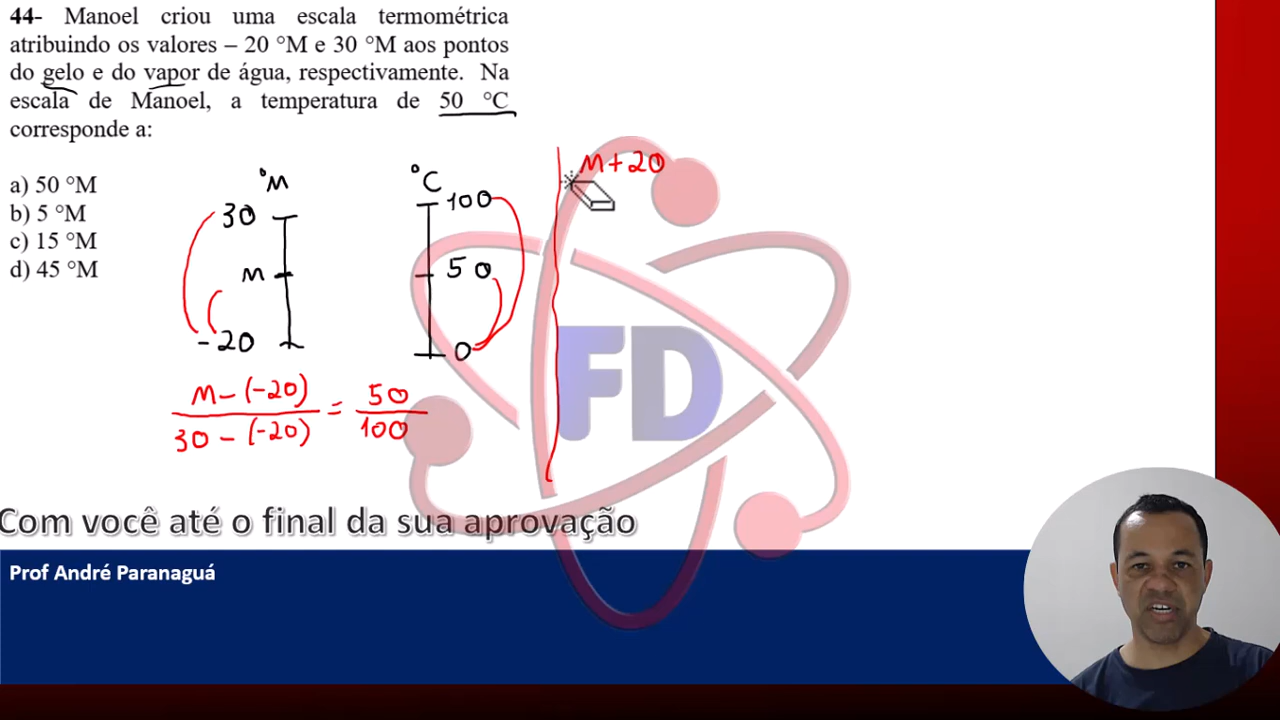 44- Manoel criou uma escala termométrica
atribuindo os valores – 20 °M e 30 °M aos pontos
do gelo e do vapor de água, respectivamente. Na
escala de Manoel, a temperatura de 50 °C
corresponde a:
a) 50 °M
b) 5 °M
c) 15 °M
d) 45 °M
°M
30
M
-20
°C
100
50
0
M+20
M-(-20) = 50
30-(-20) 100
FD
Com você até o final da sua aprovação
Prof André Paranaguá